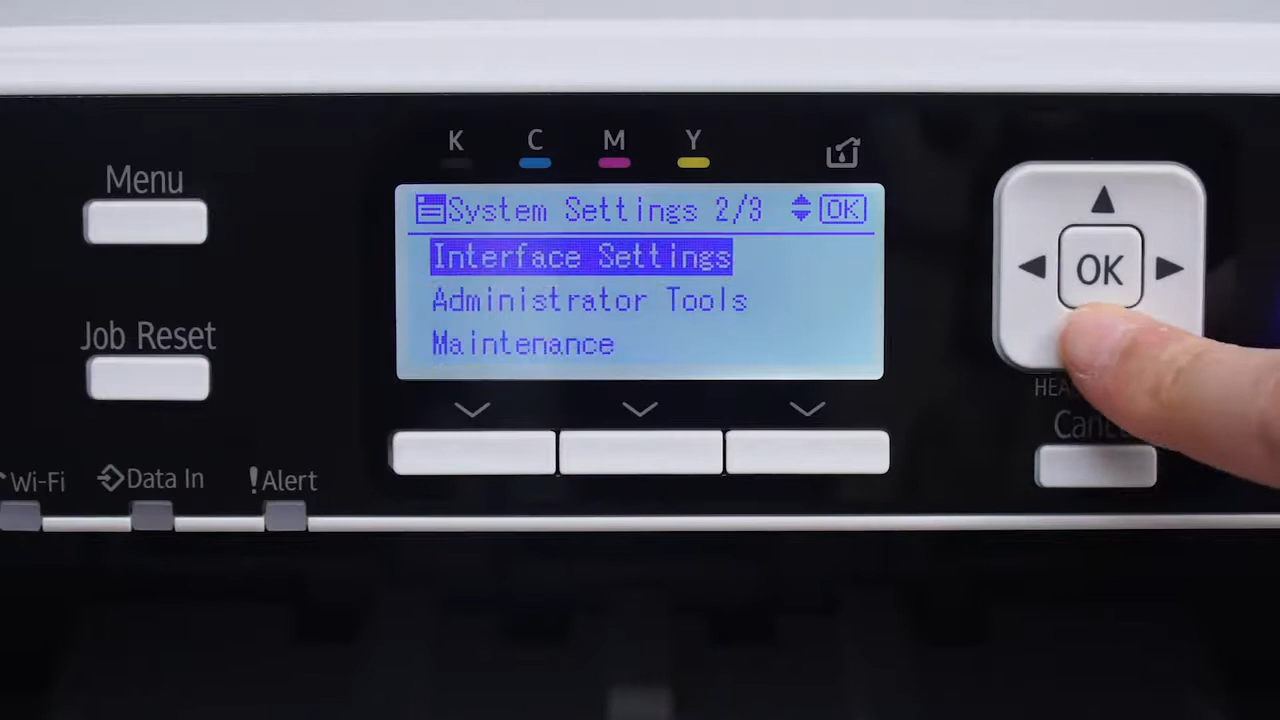 K C M Y
Menu
System Settings 2/3 OK
Interface Settings
Administrator Tools
Maintenance
OK
Job Reset
Wi-Fi
Data In
!Alert